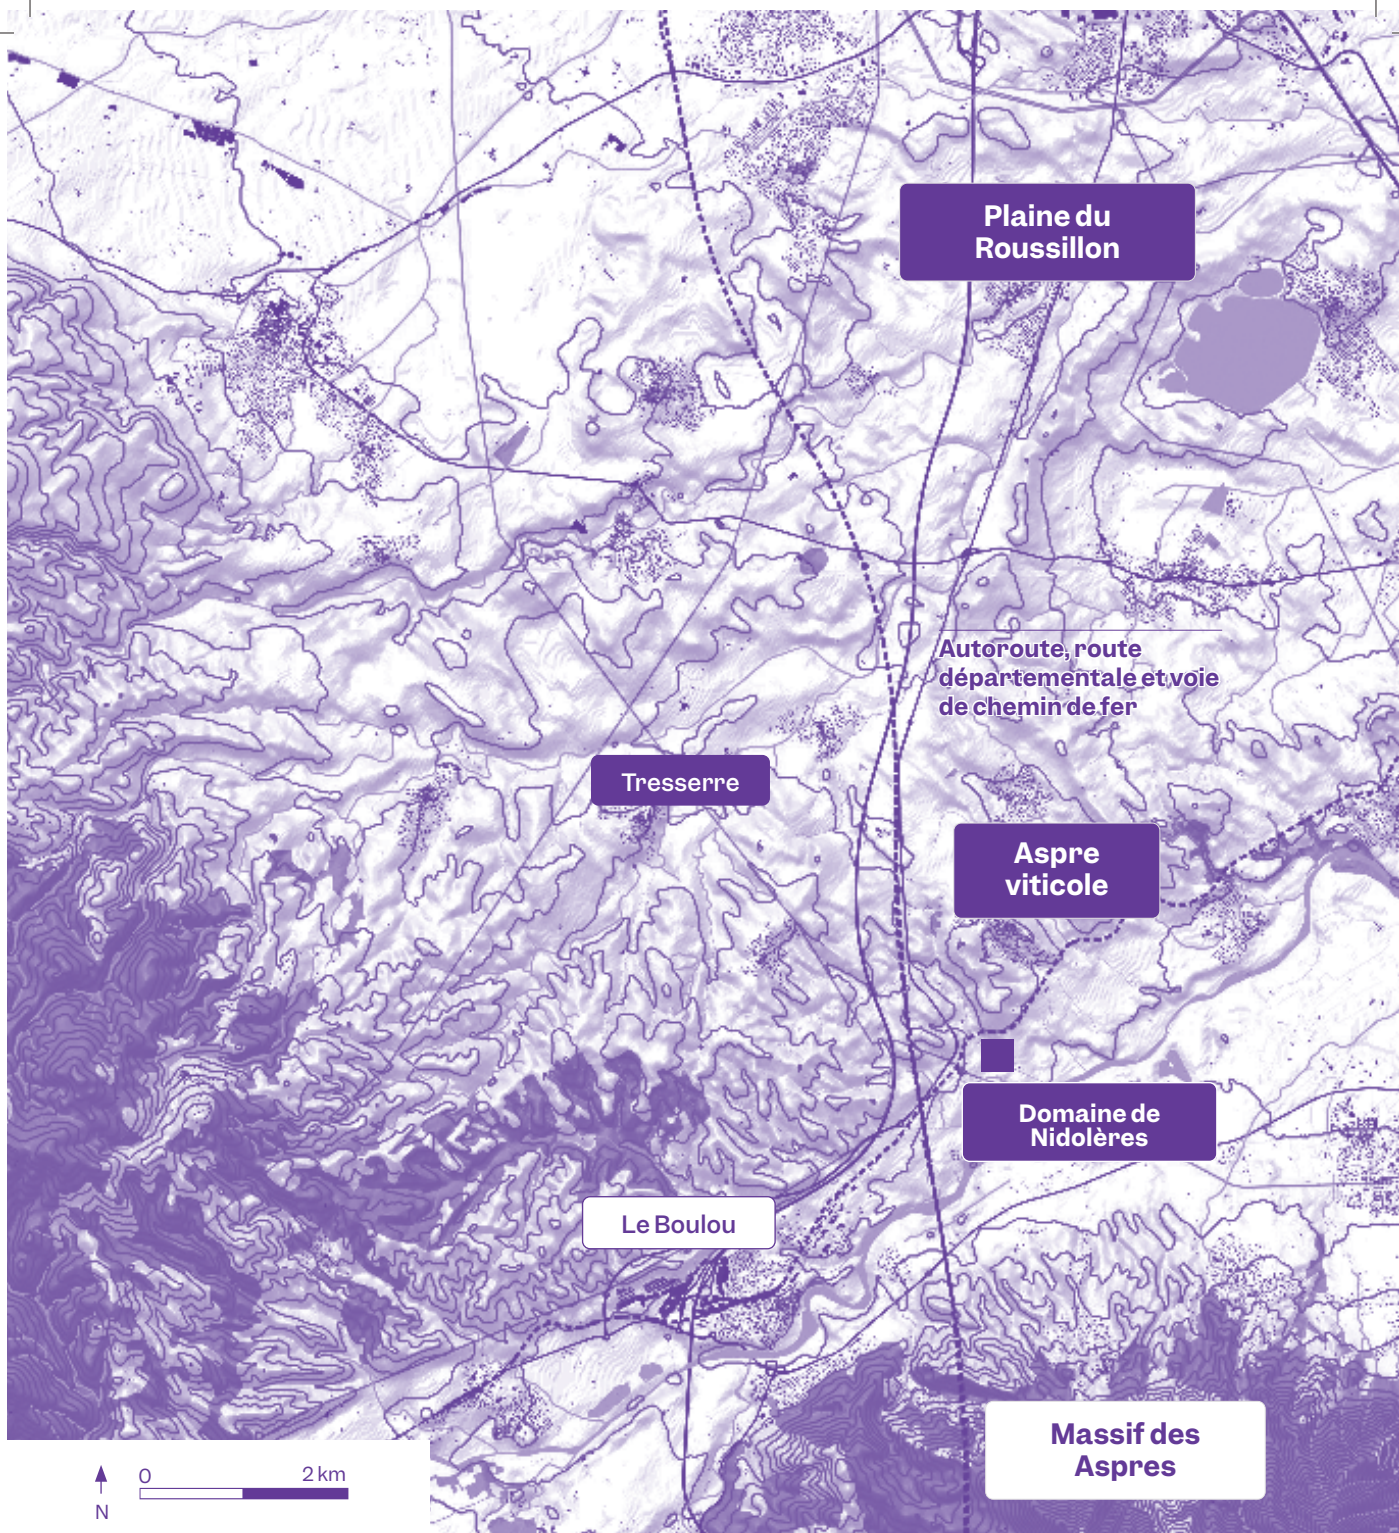 Plaine du
Roussillon
Autoroute, route
départementale et voie
de chemin de fer
Tresserre
Aspre
viticole
Domaine de
Nidolères
Le Boulou
Massif des
Aspres
0 2 km
N